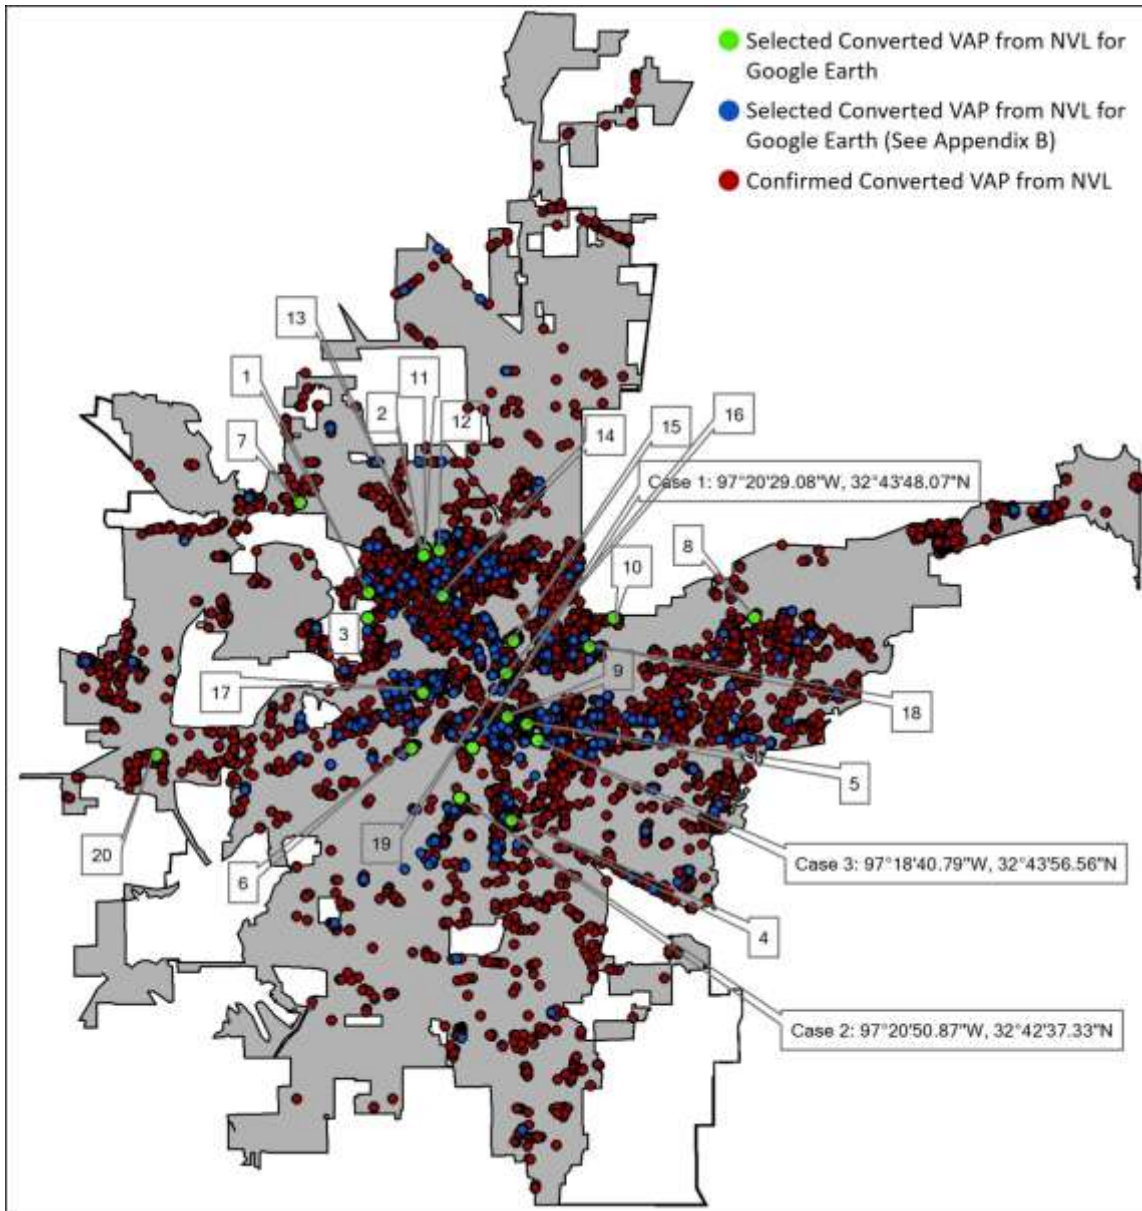 Selected Converted VAP from NVL for
Google Earth
Selected Converted VAP from NVL for
Google Earth (See Appendix B)
Confirmed Converted VAP from NVL
13
1
11
2
12
16
15
14
7
Case 1: 97°20'29.08"W, 32°43'48.07"N
8
10
3
9
17
18
5
19
20
6
Case 3: 97°18'40.79"W, 32°43'56.56"N
4
Case 2: 97°20'50.87"W, 32°42'37.33"N